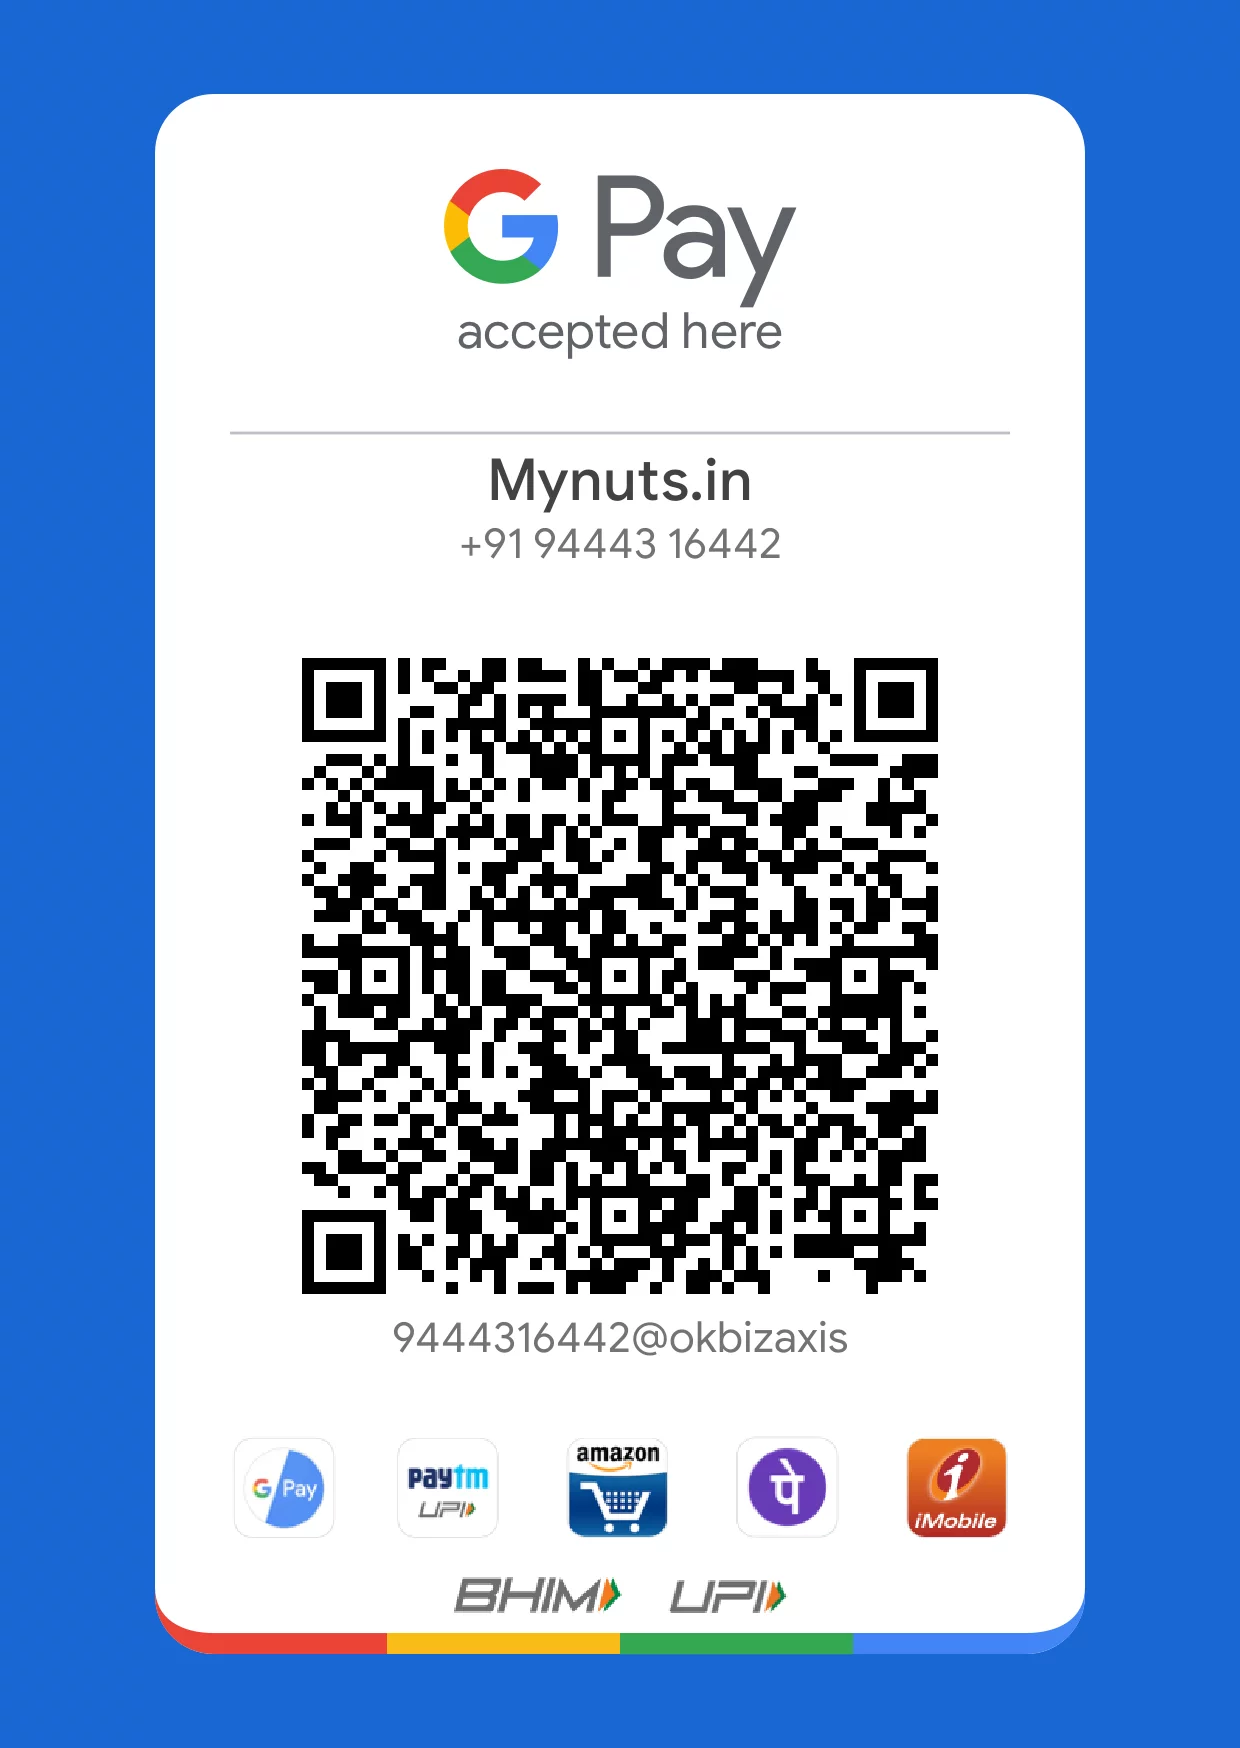 G Pay
accepted here
Mynuts.in
+91 94443 16442
9444316442@okbizaxis
G Pay
paytm
UPI
amazon
पे
i
iMobile
BHIM UPI